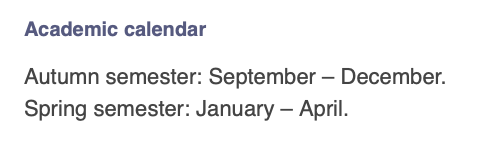 Academic calendar
Autumn semester: September – December.
Spring semester: January – April.